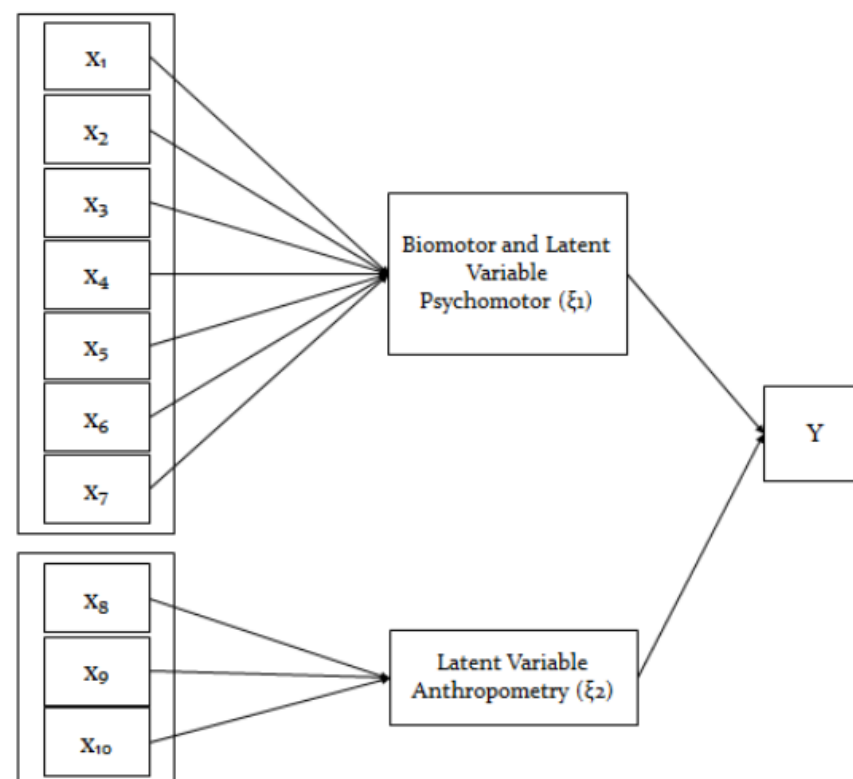 X₁
X₂
X₃
X₄
X₅
X₆
X₇
Biomotor and Latent
Variable
Psychomotor (ξ1)
Y
X₈
X₉
X₁₀
Latent Variable
Anthropometry (ξ2)